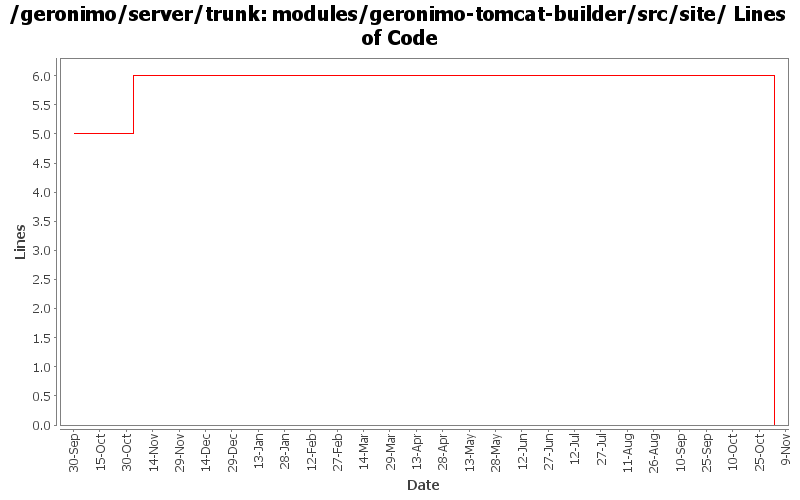 /geronimo/server/trunk: modules/geronimo-tomcat-builder/src/site/ Lines
of Code
6.0
5.5
5.0
4.5
4.0
3.5
3.0
2.5
2.0
1.5
1.0
0.5
0.0
Lines
30-Sep
15-Oct
30-Oct
14-Nov
29-Nov
14-Dec
29-Dec
13-Jan
28-Jan
12-Feb
27-Feb
14-Mar
29-Mar
13-Apr
28-Apr
13-May
28-May
12-Jun
27-Jun
12-Jul
27-Jul
11-Aug
26-Aug
10-Sep
25-Sep
10-Oct
25-Oct
9-Nov
Date